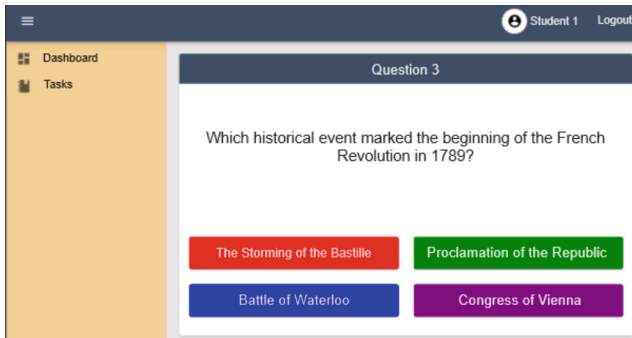 Student 1 Logout
Dashboard
Tasks
Question 3
Which historical event marked the beginning of the French
Revolution in 1789?
The Storming of the Bastille
Proclamation of the Republic
Battle of Waterloo
Congress of Vienna